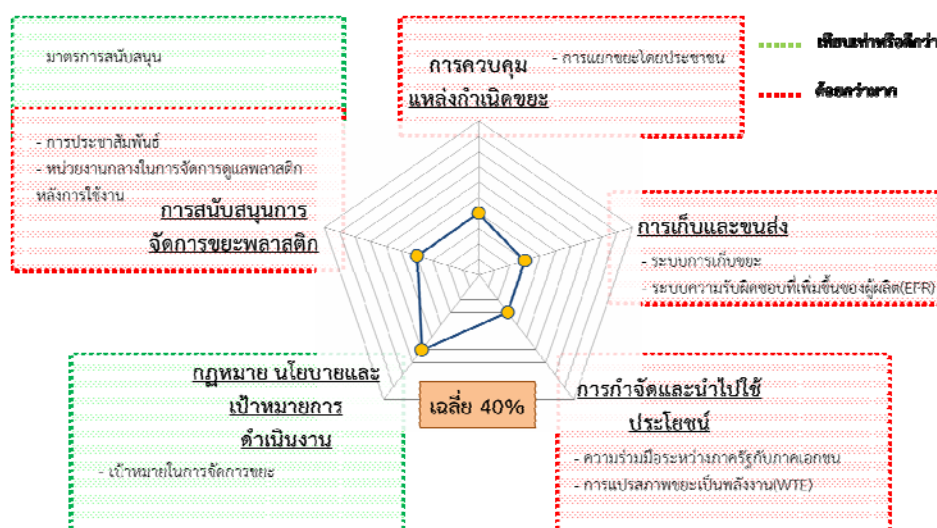 มาตรการสนับสนุน
- การประชาสัมพันธ์
- หน่วยงานกลางในการจัดการดูแลพลาสติก
หลังการใช้งาน
การสนับสนุนการ
จัดการขยะพลาสติก
การควบคุม
แหล่งกำเนิดขยะ
- การแยกขยะโดยประชาชน
เทียบเท่าหรือดีกว่า
ด้อยกว่ามาก
การเก็บและขนส่ง
- ระบบการเก็บขยะ
- ระบบความรับผิดชอบที่เพิ่มขึ้นของผู้ผลิต(EPR)
กฎหมาย นโยบายและ
เป้าหมายการ
ดำเนินงาน
- เป้าหมายในการจัดการขยะ
เฉลี่ย 40%
การกำจัดและนำไปใช้
ประโยชน์
- ความร่วมมือระหว่างภาครัฐกับภาคเอกชน
- การแปรสภาพขยะเป็นพลังงาน(WTE)